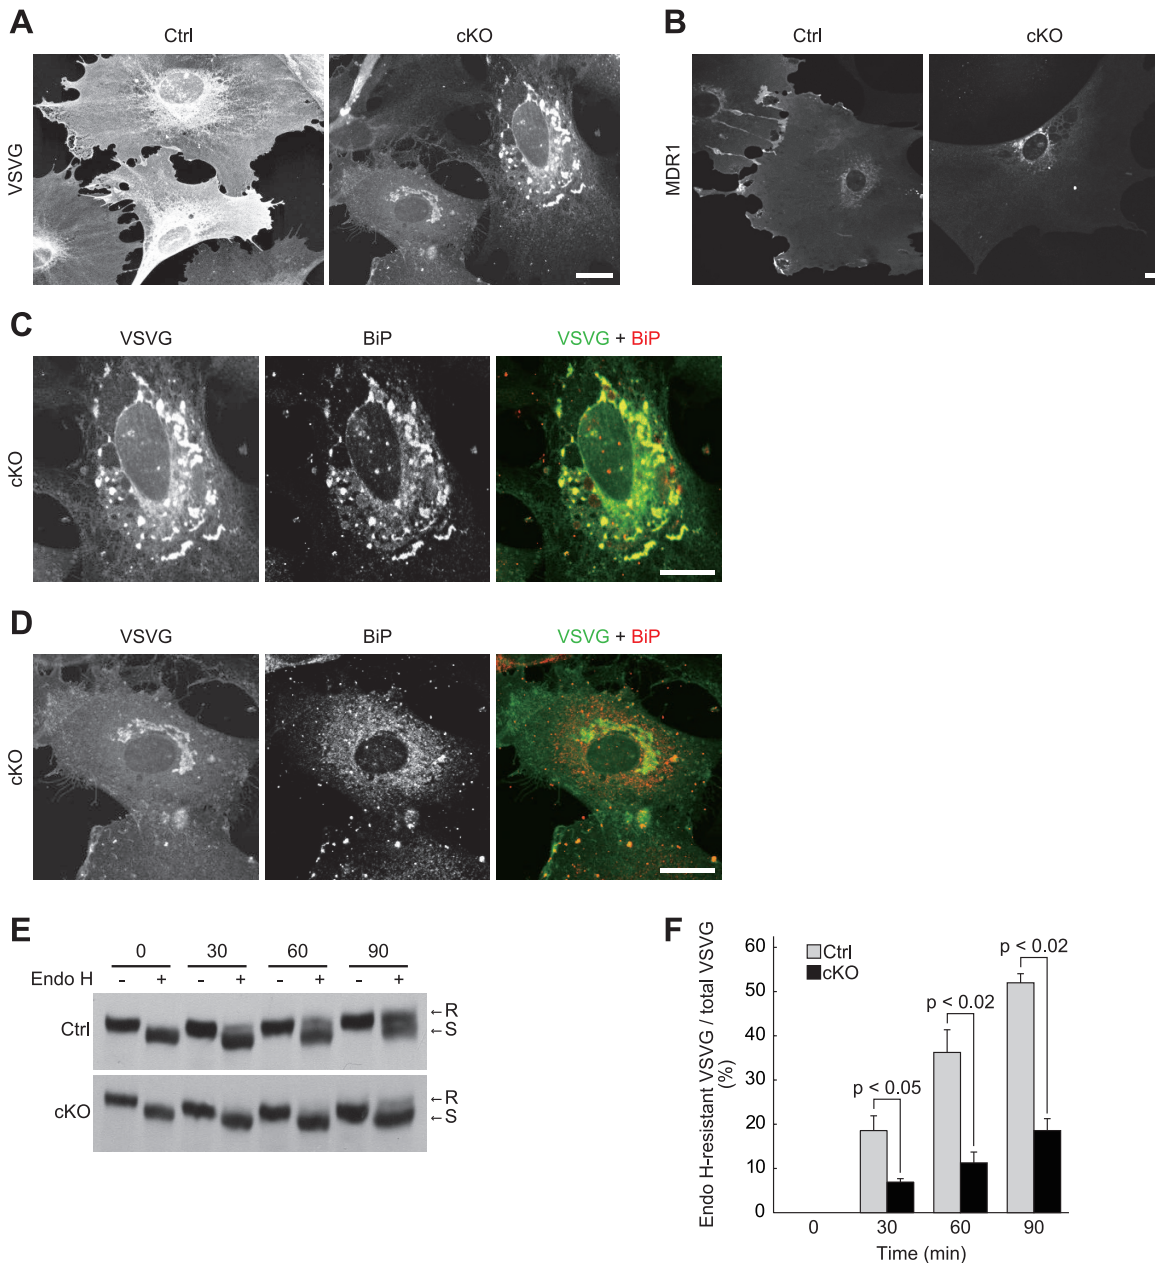 A
Ctrl
cKO
VSVG
B
Ctrl
cKO
MDR1
C
VSVG
BiP
VSVG + BiP
cKO
D
VSVG
BiP
VSVG + BiP
cKO
E
0 30 60 90
Endo H - + - + - + - +
Ctrl
←R
←S
cKO
←R
←S
F
Endo H-resistant VSVG / total VSVG
(%)
60
50
40
30
20
10
0
Ctrl
cKO
p < 0.05
p < 0.02
p < 0.02
0 30 60 90
Time (min)